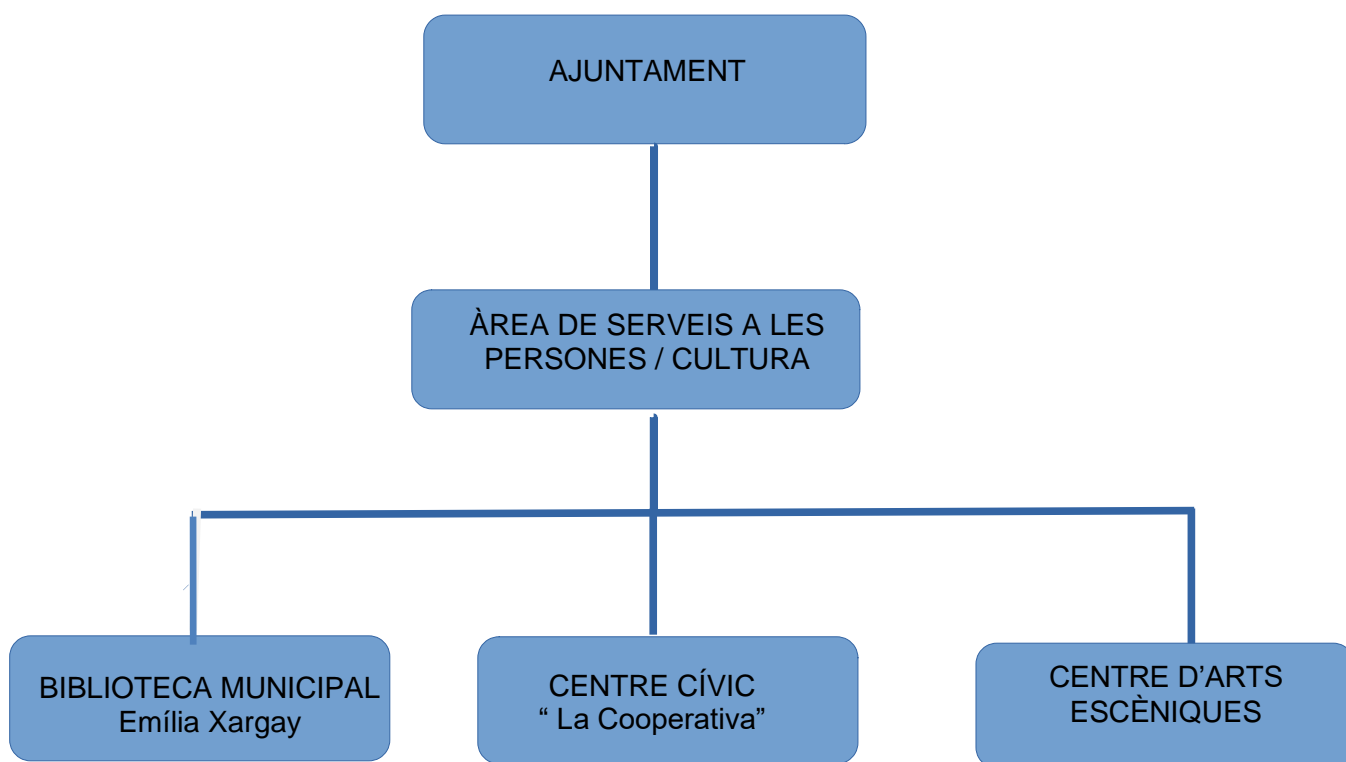 AJUNTAMENT
ÀREA DE SERVEIS A LES
PERSONES / CULTURA
BIBLIOTECA MUNICIPAL
Emília Xargay
CENTRE CÍVIC
“ La Cooperativa”
CENTRE D’ARTS
ESCÈNIQUES